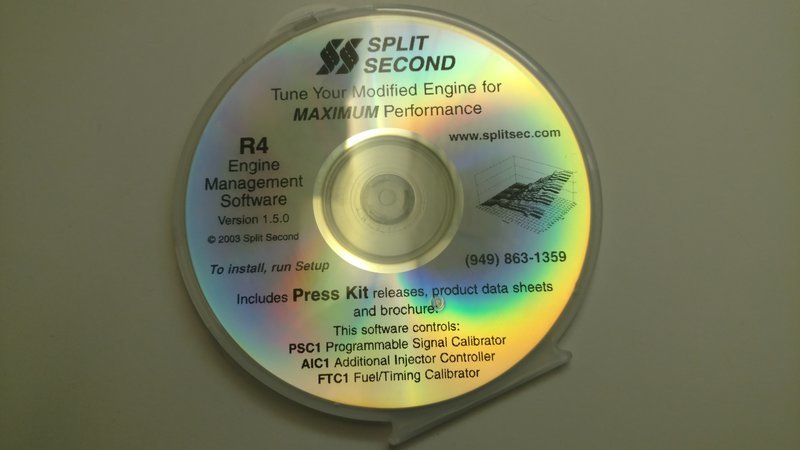 SPLIT
SECOND
Tune Your Modified Engine for
MAXIMUM Performance
www.splitsec.com
R4
Engine
Management
Software
Version 1.5.0
© 2003 Split Second
To install, run Setup
(949) 863-1359
Includes Press Kit releases, product data sheets
and brochure.
This software controls:
PSC1 Programmable Signal Calibrator
AIC1 Additional Injector Controller
FTC1 Fuel/Timing Calibrator